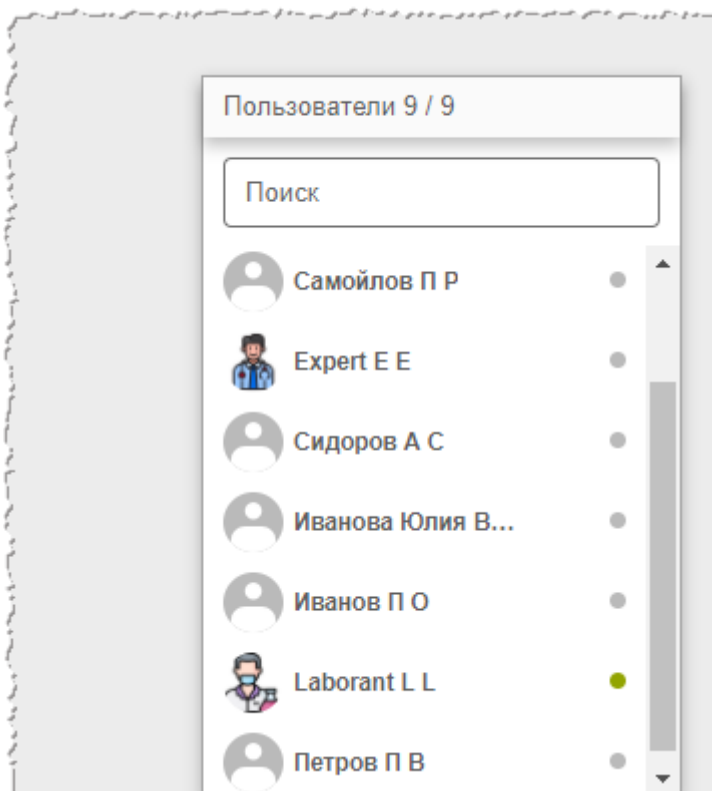 Пользователи 9 / 9
Поиск
Самойлов П Р
Expert E E
Сидоров А С
Иванова Юлия В...
Иванов П О
Laborant L L
Петров П В